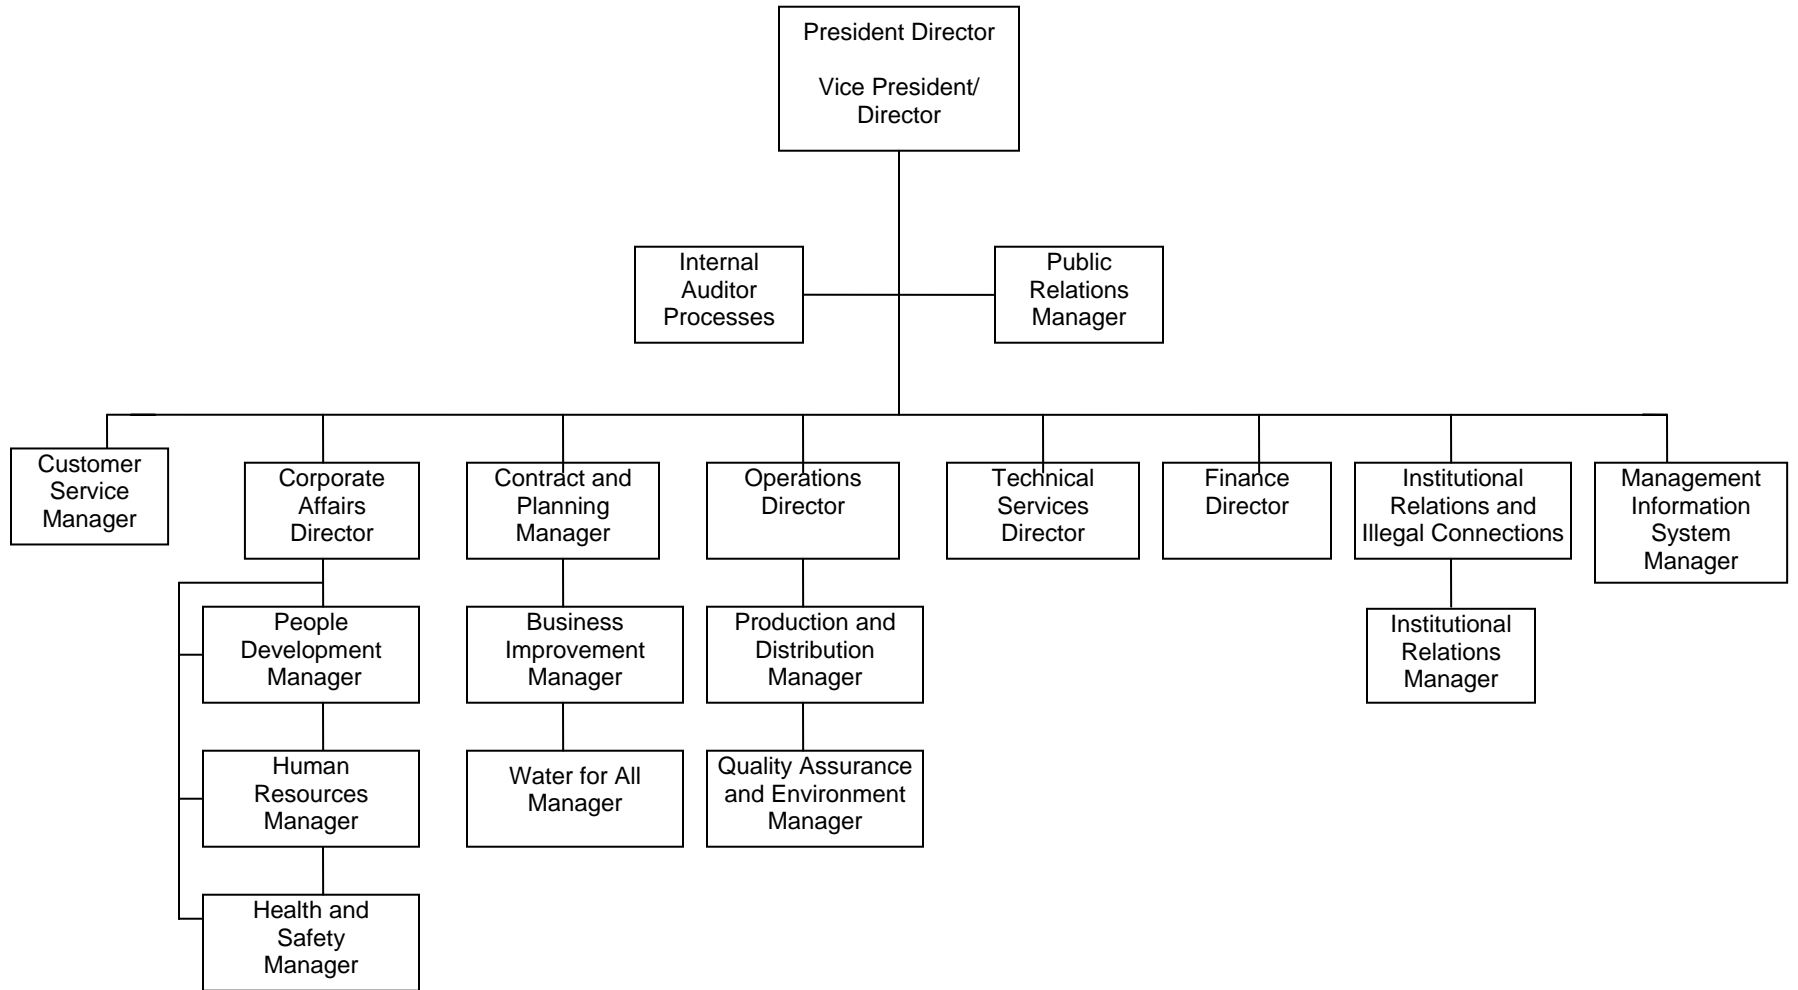 President Director
Vice President/
Director
Internal
Auditor
Processes
Public
Relations
Manager
Customer
Service
Manager
Corporate
Affairs
Director
Contract and
Planning
Manager
Operations
Director
Technical
Services
Director
Finance
Director
Institutional
Relations and
Illegal Connections
Management
Information
System
Manager
People
Development
Manager
Business
Improvement
Manager
Production and
Distribution
Manager
Institutional
Relations
Manager
Human
Resources
Manager
Water for All
Manager
Quality Assurance
and Environment
Manager
Health and
Safety
Manager